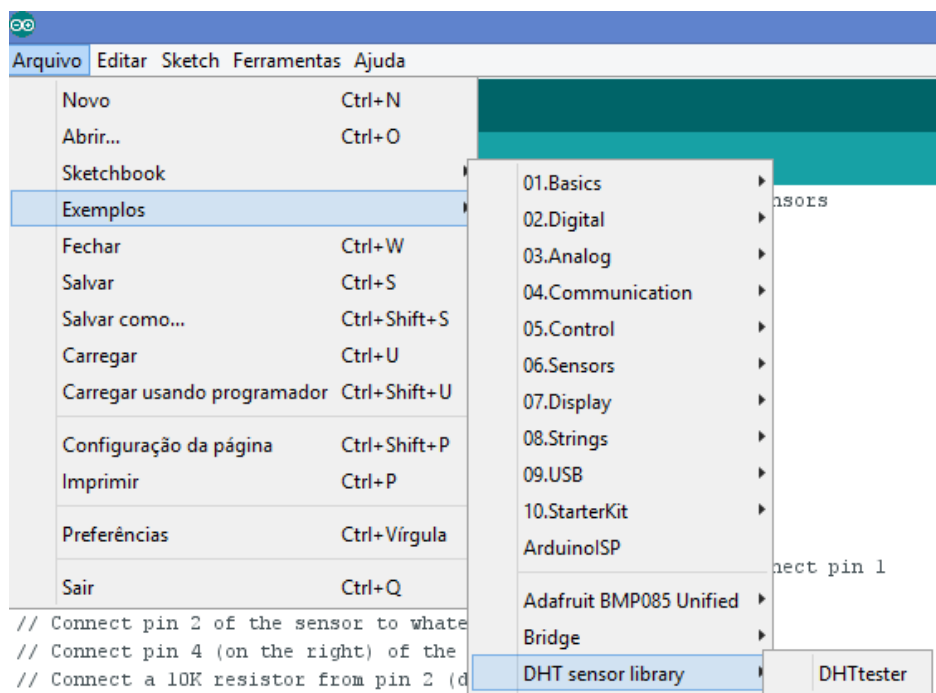 Arquivo Editar Sketch Ferramentas Ajuda
Novo Ctrl+N
Abrir... Ctrl+O
Sketchbook
Exemplos
Fechar Ctrl+W
Salvar Ctrl+S
Salvar como... Ctrl+Shift+S
Carregar Ctrl+U
Carregar usando programador Ctrl+Shift+U
Configuração da página Ctrl+Shift+P
Imprimir Ctrl+P
Preferências Ctrl+Vírgula
Sair Ctrl+Q
01.Basics
02.Digital
03.Analog
04.Communication
05.Control
06.Sensors
07.Display
08.Strings
09.USB
10.StarterKit
ArduinoISP
Adafruit BMP085 Unified
Bridge
DHT sensor library
DHTtester
nsors
nect pin 1
// Connect pin 2 of the sensor to whate
// Connect pin 4 (on the right) of the
// Connect a 10K resistor from pin 2 (d